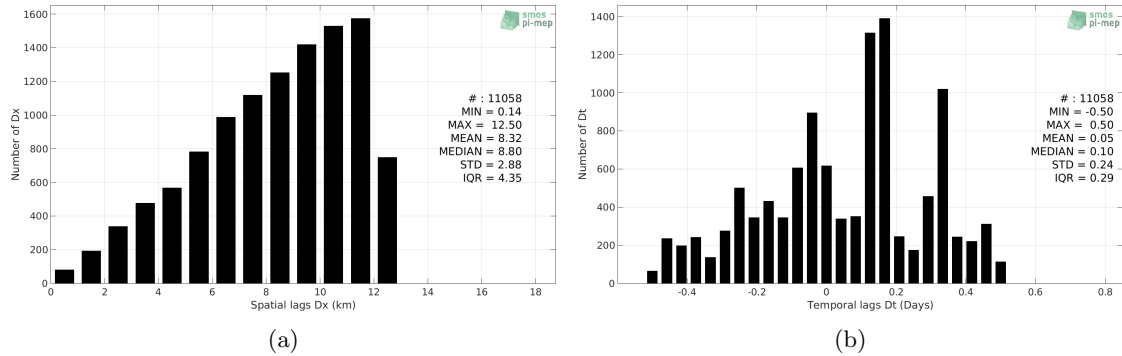 smos
pi-mep
Number of Dx
1600
1400
1200
1000
800
600
400
200
0
# : 11058
MIN = 0.14
MAX = 12.50
MEAN = 8.32
MEDIAN = 8.80
STD = 2.88
IQR = 4.35
0 2 4 6 8 10 12 14 16 18
Spatial lags Dx (km)
(a)
smos
pi-mep
Number of Dt
1400
1200
1000
800
600
400
200
0
# : 11058
MIN = -0.50
MAX = 0.50
MEAN = 0.05
MEDIAN = 0.10
STD = 0.24
IQR = 0.29
-0.4 -0.2 0 0.2 0.4 0.6 0.8
Temporal lags Dt (Days)
(b)